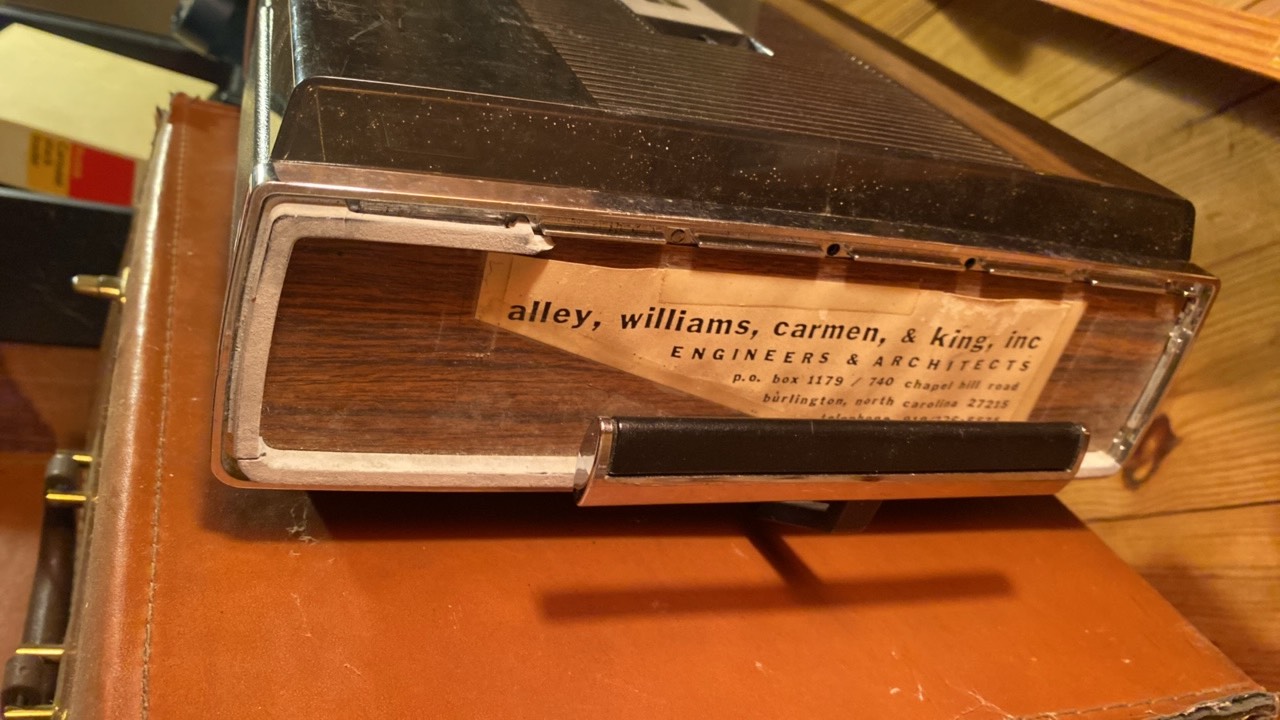 alley, williams, carmen, & king, inc
ENGINEERS & ARCHITECTS
p.o. box 1179 / 740 chapel hill road
burlington, north carolina 27215